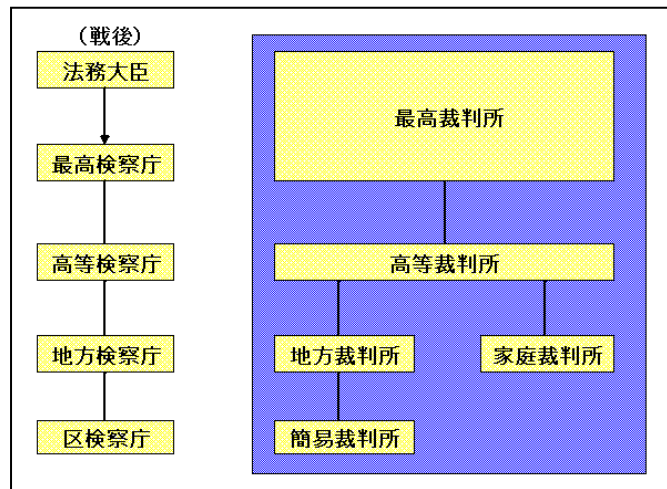 (戦後)
法務大臣
最高検察庁
高等検察庁
地方検察庁
区検察庁
最高裁判所
高等裁判所
地方裁判所
家庭裁判所
簡易裁判所